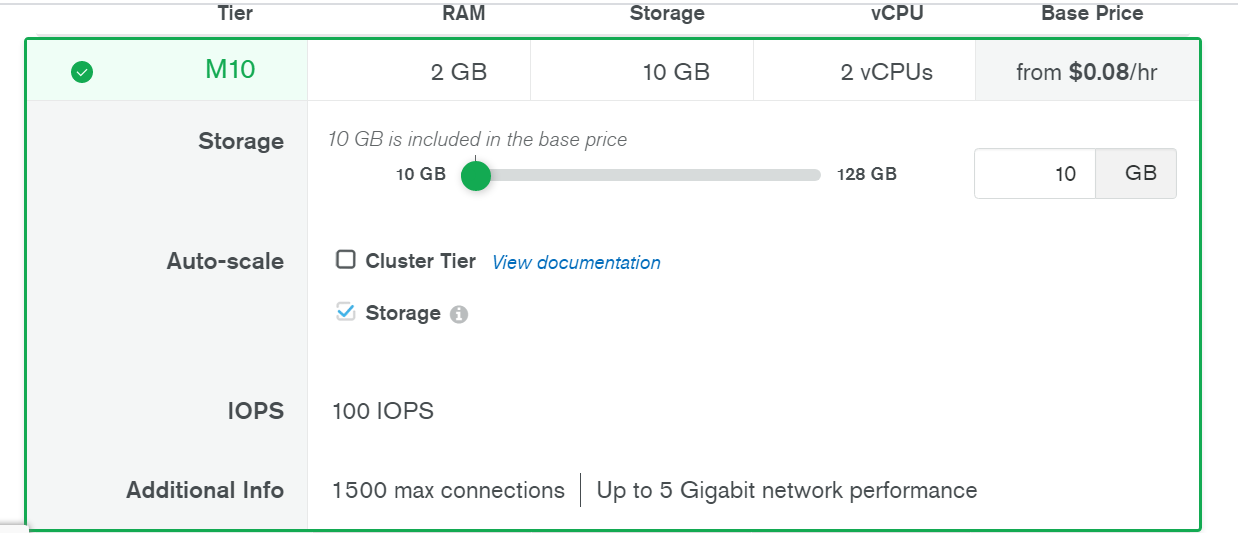 Tier RAM Storage vCPU Base Price
M10 2 GB 10 GB 2 vCPUs from $0.08/hr
Storage 10 GB is included in the base price
10 GB 128 GB 10 GB
Auto-scale Cluster Tier View documentation
Storage
IOPS 100 IOPS
Additional Info 1500 max connections Up to 5 Gigabit network performance